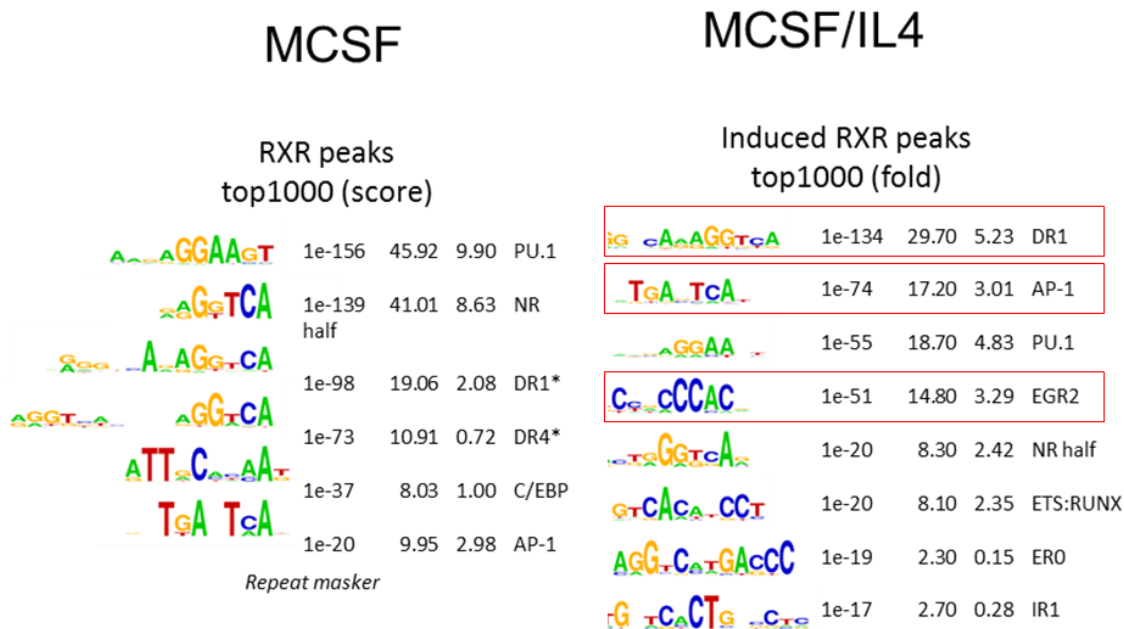 MCSF
RXR peaks
top1000 (score)
1e-156 45.92 9.90 PU.1
1e-139 41.01 8.63 NR
half
1e-98 19.06 2.08 DR1*
1e-73 10.91 0.72 DR4*
1e-37 8.03 1.00 C/EBP
1e-20 9.95 2.98 AP-1
Repeat masker
MCSF/IL4
Induced RXR peaks
top1000 (fold)
1e-134 29.70 5.23 DR1
1e-74 17.20 3.01 AP-1
1e-55 18.70 4.83 PU.1
1e-51 14.80 3.29 EGR2
1e-20 8.30 2.42 NR half
1e-20 8.10 2.35 ETS:RUNX
1e-19 2.30 0.15 ER0
1e-17 2.70 0.28 IR1